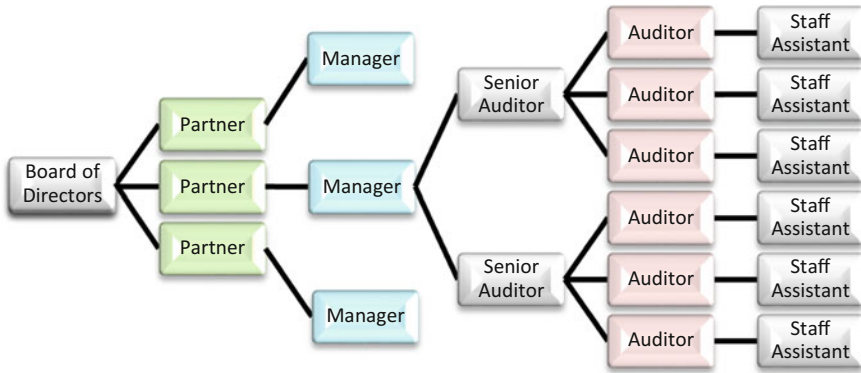 Board of
Directors
Partner
Partner
Partner
Manager
Manager
Manager
Senior
Auditor
Senior
Auditor
Auditor
Auditor
Auditor
Auditor
Auditor
Auditor
Staff
Assistant
Staff
Assistant
Staff
Assistant
Staff
Assistant
Staff
Assistant
Staff
Assistant